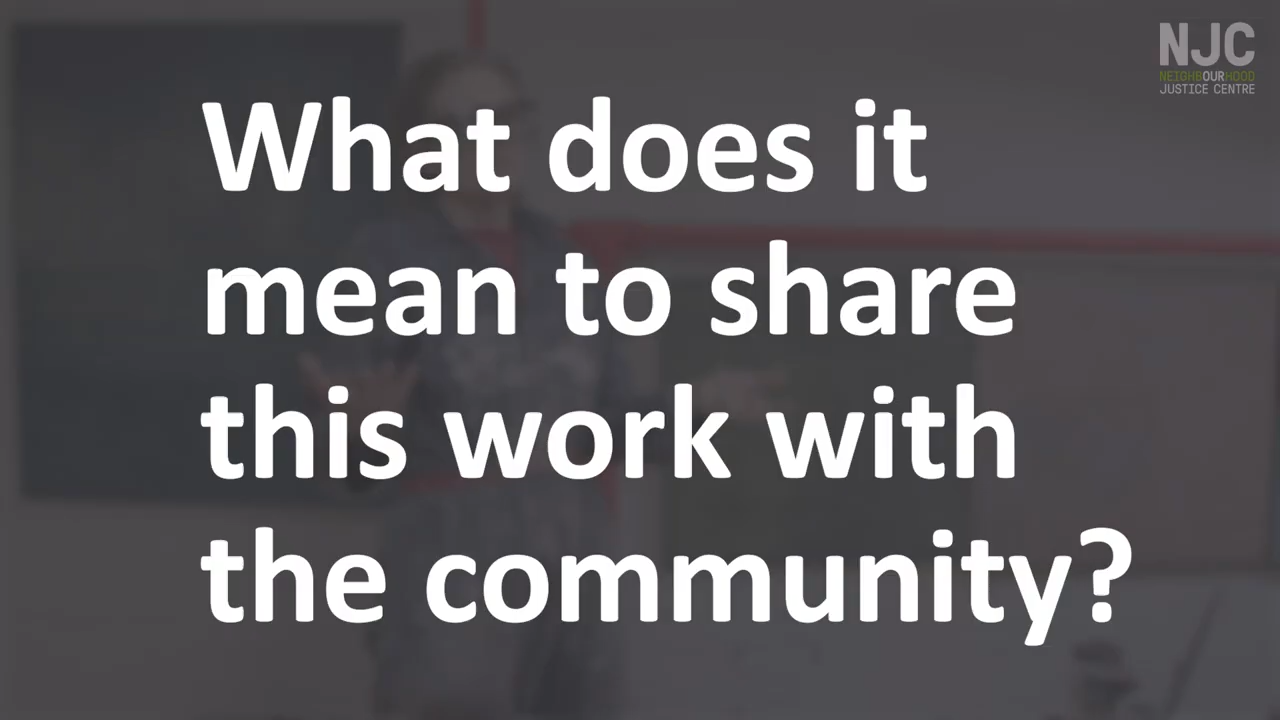 NJC
NEIGHBOURHOOD
JUSTICE CENTRE
What does it
mean to share
this work with
the community?